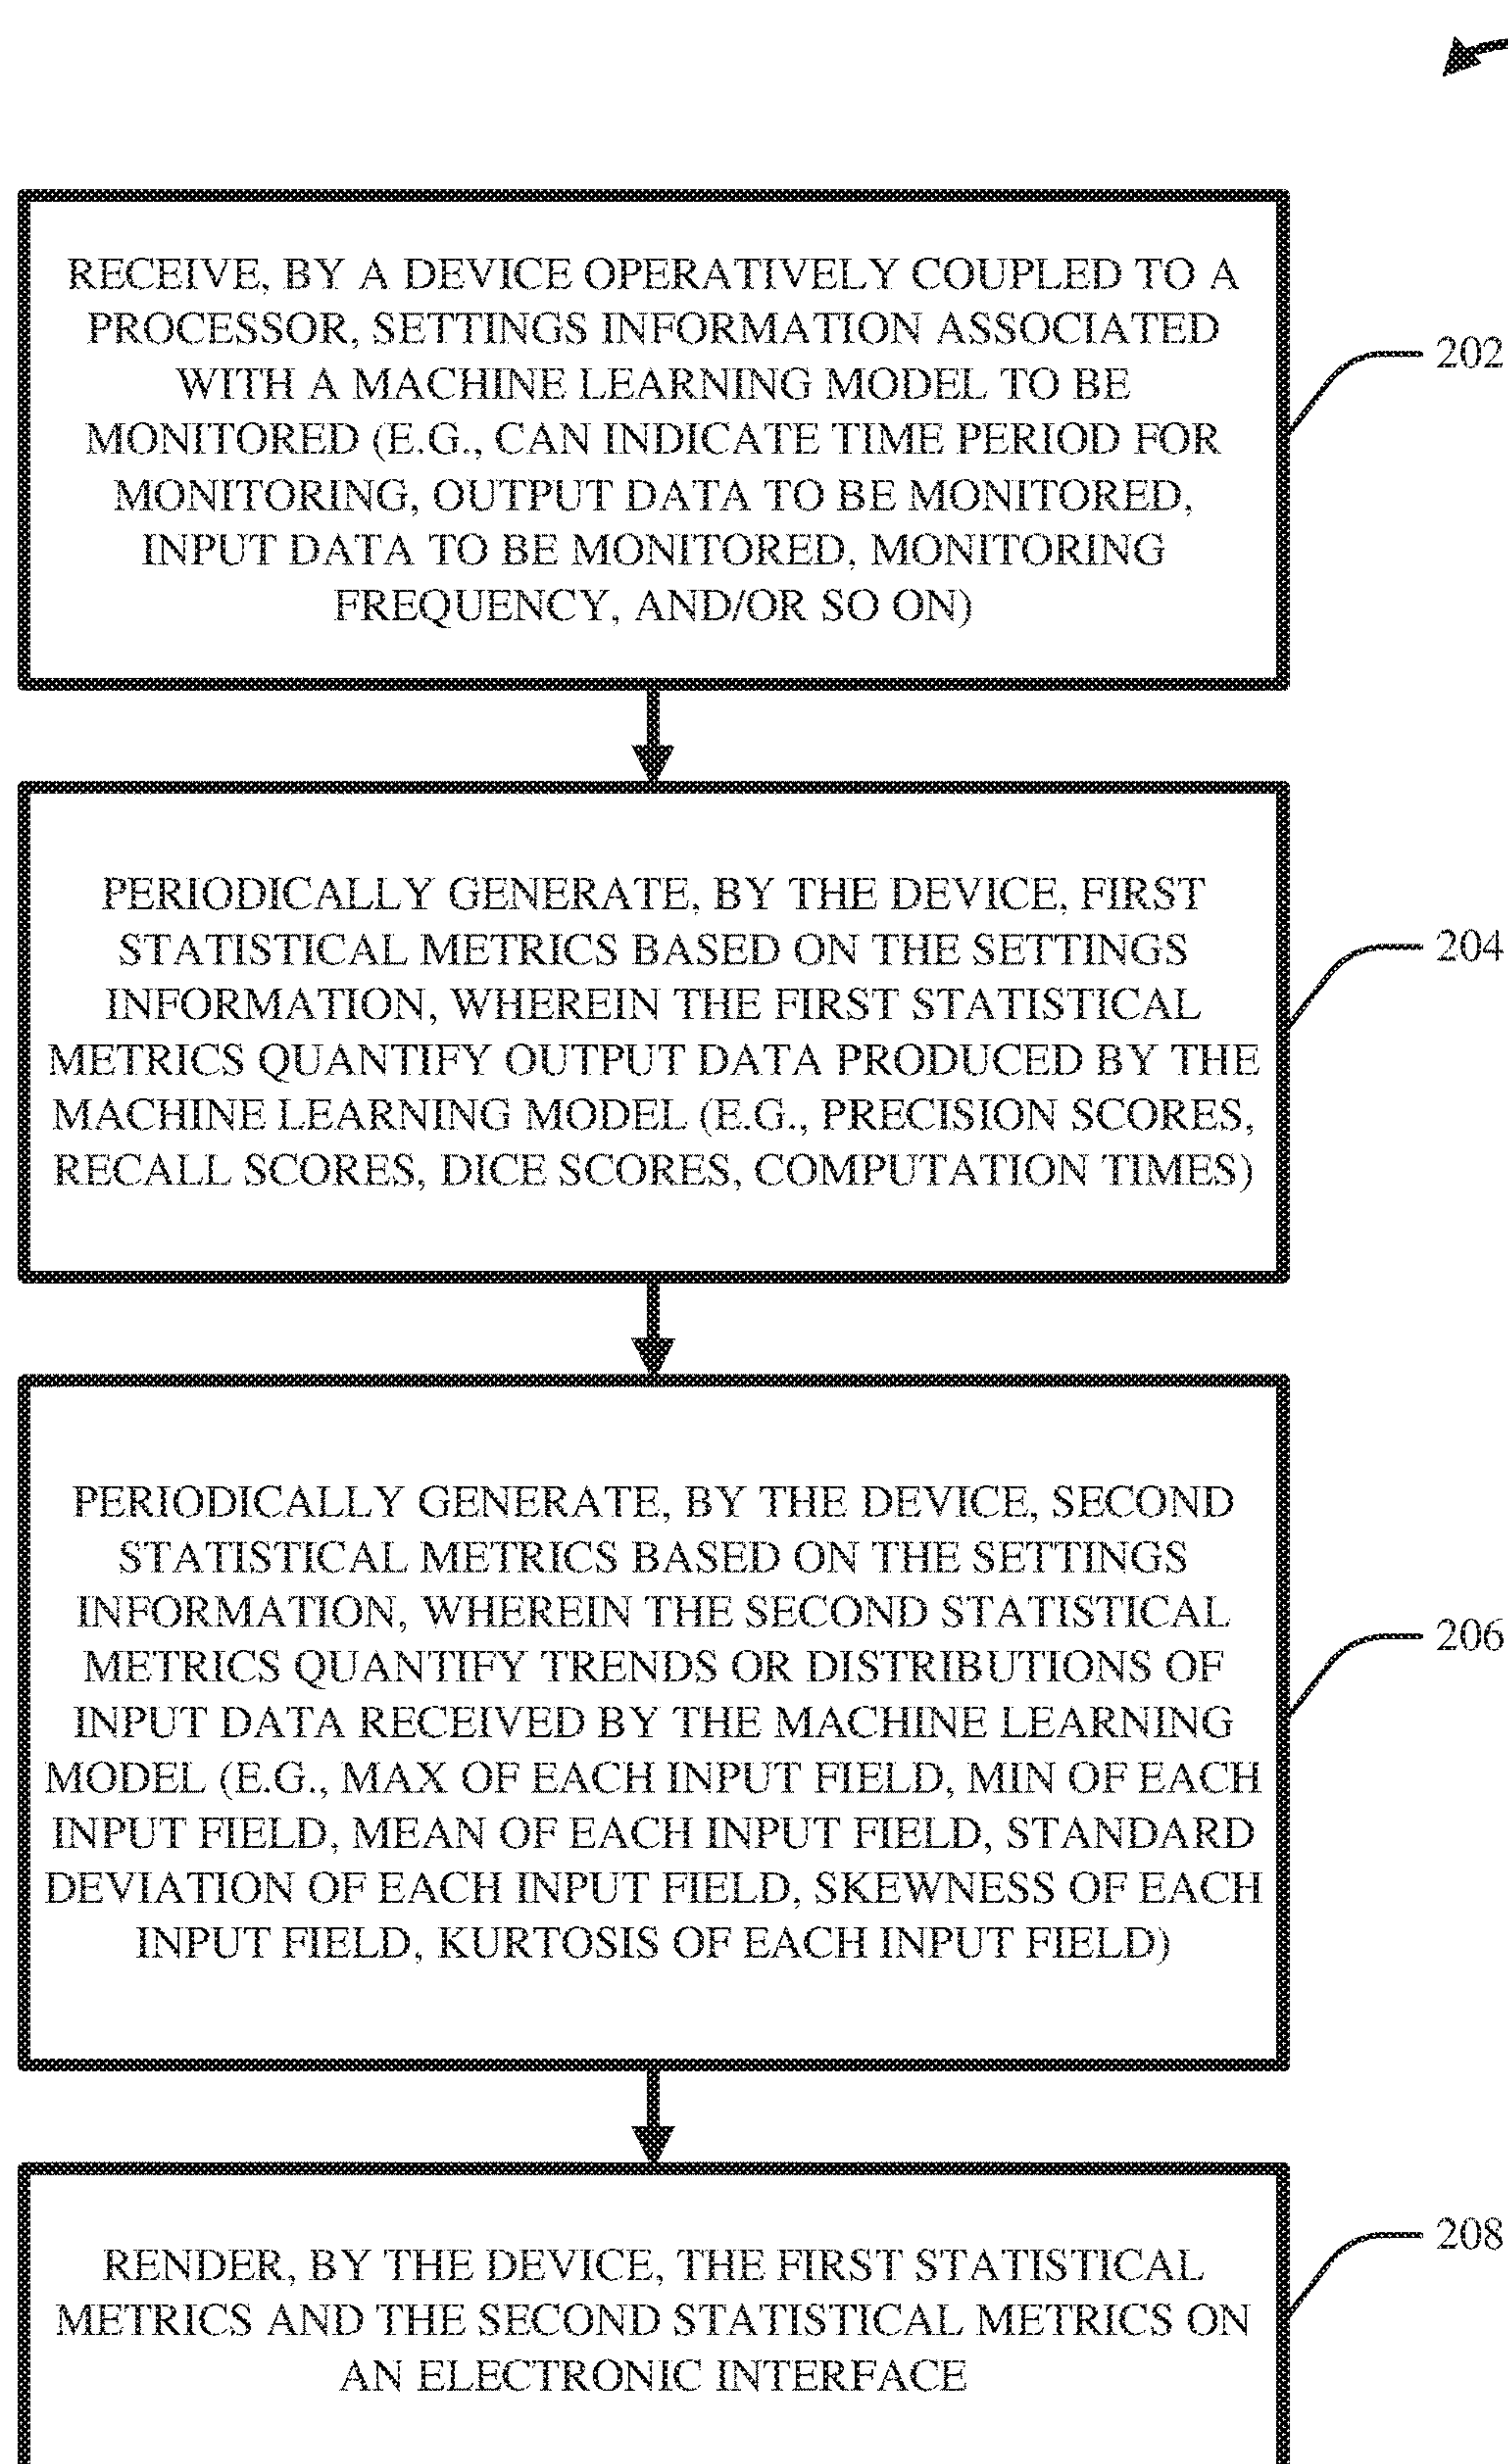 RECEIVE, BY A DEVICE OPERATIVELY COUPLED TO A
PROCESSOR, SETTINGS INFORMATION ASSOCIATED
WITH A MACHINE LEARNING MODEL TO BE
MONITORED (E.G., CAN INDICATE TIME PERIOD FOR
MONITORING, OUTPUT DATA TO BE MONITORED,
INPUT DATA TO BE MONITORED, MONITORING
FREQUENCY, AND/OR SO ON)
202
PERIODICALLY GENERATE, BY THE DEVICE, FIRST
STATISTICAL METRICS BASED ON THE SETTINGS
INFORMATION, WHEREIN THE FIRST STATISTICAL
METRICS QUANTIFY OUTPUT DATA PRODUCED BY THE
MACHINE LEARNING MODEL (E.G., PRECISION SCORES,
RECALL SCORES, DICE SCORES, COMPUTATION TIMES)
204
PERIODICALLY GENERATE, BY THE DEVICE, SECOND
STATISTICAL METRICS BASED ON THE SETTINGS
INFORMATION, WHEREIN THE SECOND STATISTICAL
METRICS QUANTIFY TRENDS OR DISTRIBUTIONS OF
INPUT DATA RECEIVED BY THE MACHINE LEARNING
MODEL (E.G., MAX OF EACH INPUT FIELD, MIN OF EACH
INPUT FIELD, MEAN OF EACH INPUT FIELD, STANDARD
DEVIATION OF EACH INPUT FIELD, SKEWNESS OF EACH
INPUT FIELD, KURTOSIS OF EACH INPUT FIELD)
206
RENDER, BY THE DEVICE, THE FIRST STATISTICAL
METRICS AND THE SECOND STATISTICAL METRICS ON
AN ELECTRONIC INTERFACE
208